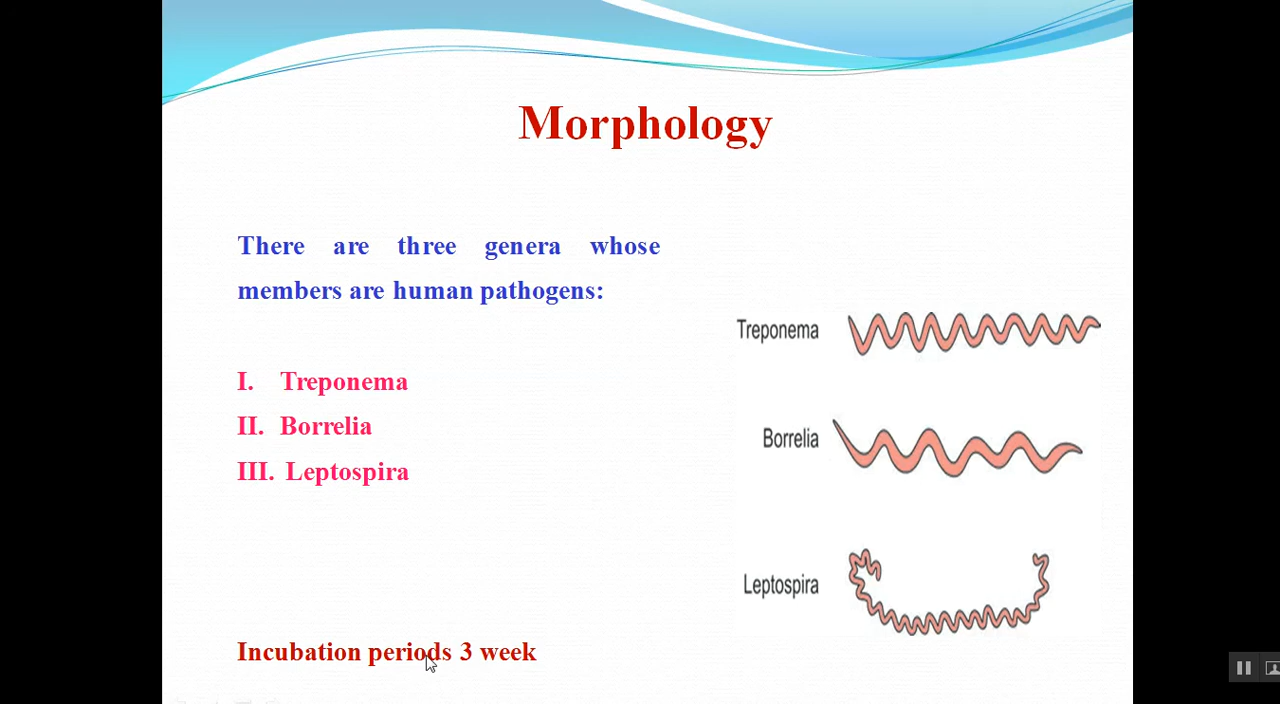 Morphology
There are three genera whose
members are human pathogens:
I. Treponema
II. Borrelia
III. Leptospira
Treponema
Borrelia
Leptospira
Incubation periods 3 week